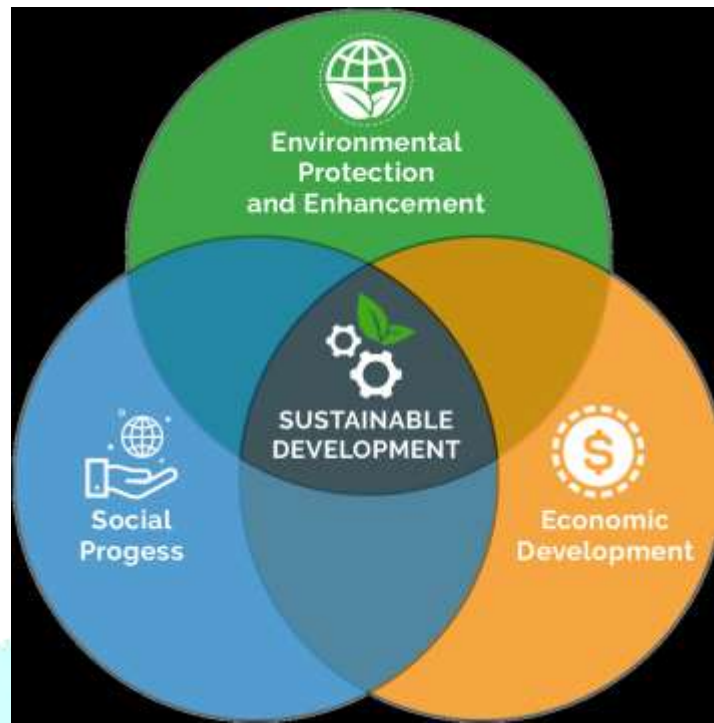 Environmental
Protection
and Enhancement
SUSTAINABLE
DEVELOPMENT
Social
Progess
Economic
Development